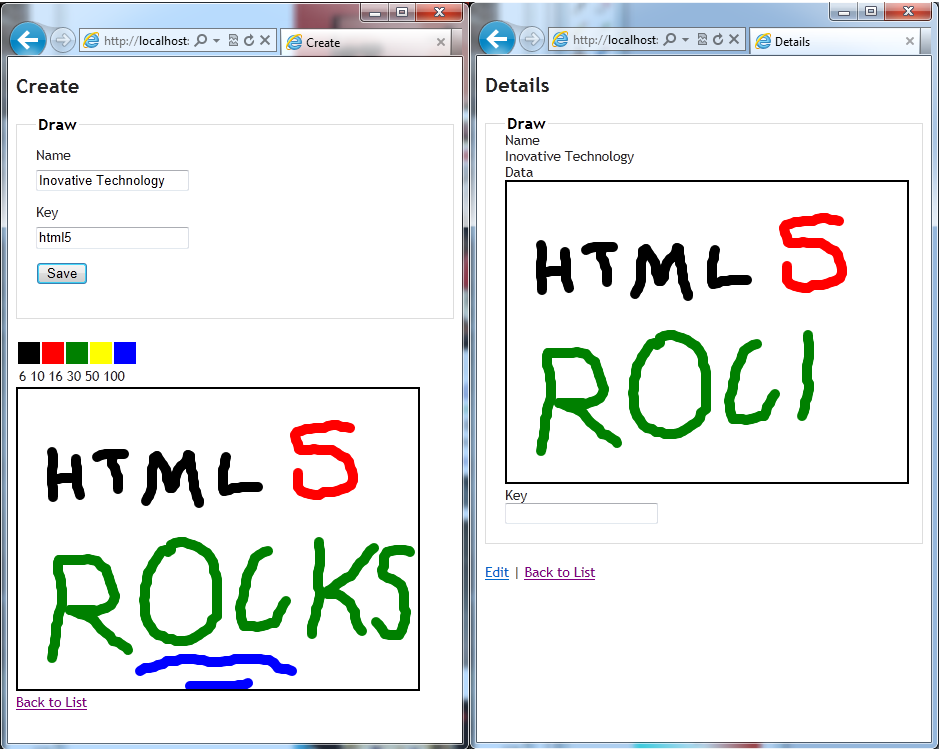 http://localhost:
Create
Create
Draw
Name
Inovative Technology
Key
html5
Save
6 10 16 30 50 100
HTML 5
ROCKS
Back to List
http://localhost:
Details
Details
Draw
Name
Inovative Technology
Data
HTML 5
ROCI
Key
Edit | Back to List